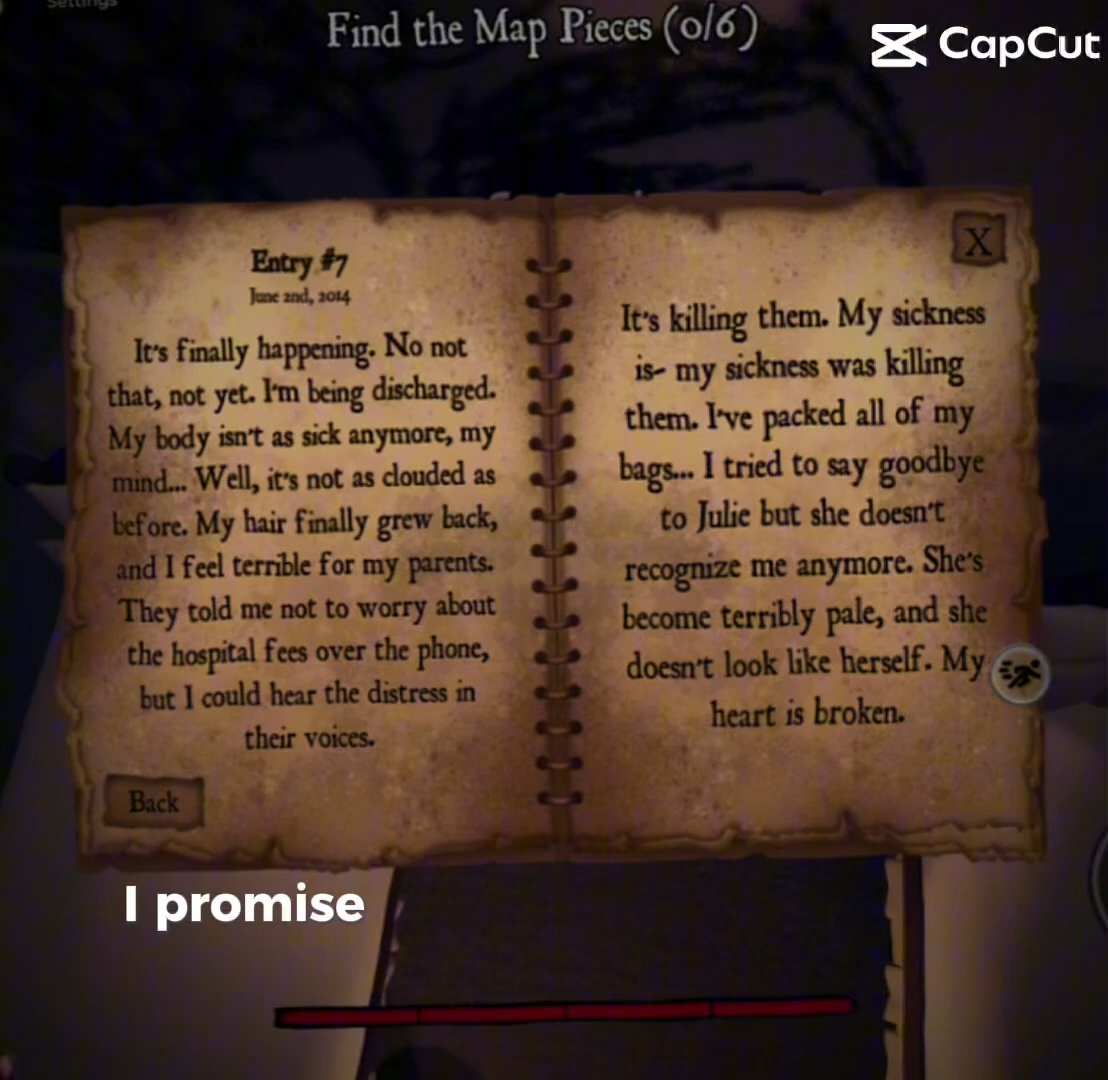 Settings
Find the Map Pieces (0/6)
CapCut
Entry #7
June 2nd, 2014
It's finally happening. No not
that, not yet. I'm being discharged.
My body isn't as sick anymore, my
mind... Well, it's not as clouded as
before. My hair finally grew back,
and I feel terrible for my parents.
They told me not to worry about
the hospital fees over the phone,
but I could hear the distress in
their voices.
Back
X
It's killing them. My sickness
is- my sickness was killing
them. I've packed all of my
bags... I tried to say goodbye
to Julie but she doesn't
recognize me anymore. She's
become terribly pale, and she
doesn't look like herself. My
heart is broken.
I promise